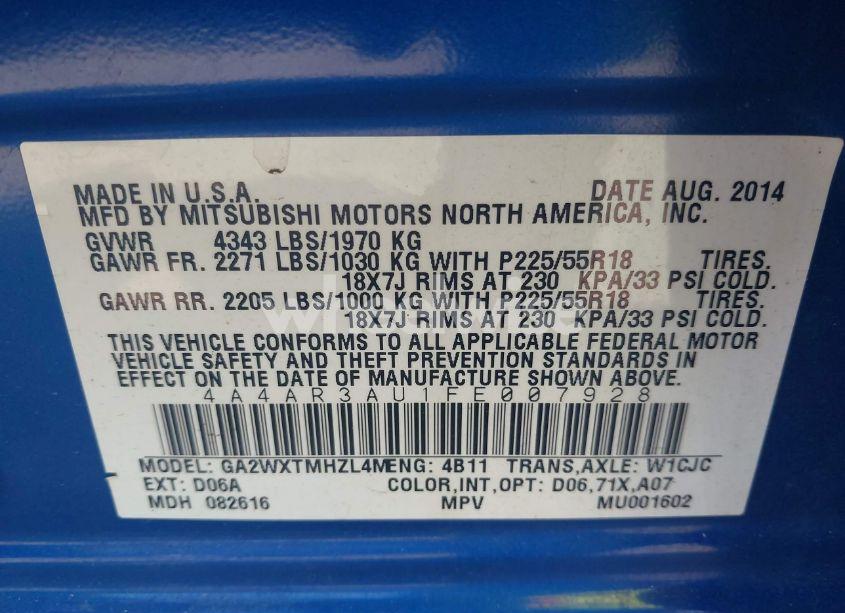 MADE IN U.S.A. DATE AUG. 2014
MFD BY MITSUBISHI MOTORS NORTH AMERICA, INC.
GVWR 4343 LBS/1970 KG
GAWR FR. 2271 LBS/1030 KG WITH P225/55R18 TIRES.
18X7J RIMS AT 230 KPA/33 PSI COLD.
GAWR RR. 2205 LBS/1000 KG WITH P225/55R18 TIRES.
18X7J RIMS AT 230 KPA/33 PSI COLD.
THIS VEHICLE CONFORMS TO ALL APPLICABLE FEDERAL MOTOR
VEHICLE SAFETY AND THEFT PREVENTION STANDARDS IN
EFFECT ON THE DATE OF MANUFACTURE SHOWN ABOVE.
4A4AR3AU1FE007928
MODEL: GA2WXTMHZL4MENG: 4B11 TRANS,AXLE: W1CJC
EXT: D06A COLOR,INT,OPT: D06,71X,A07
MDH 082616 MPV MU001602